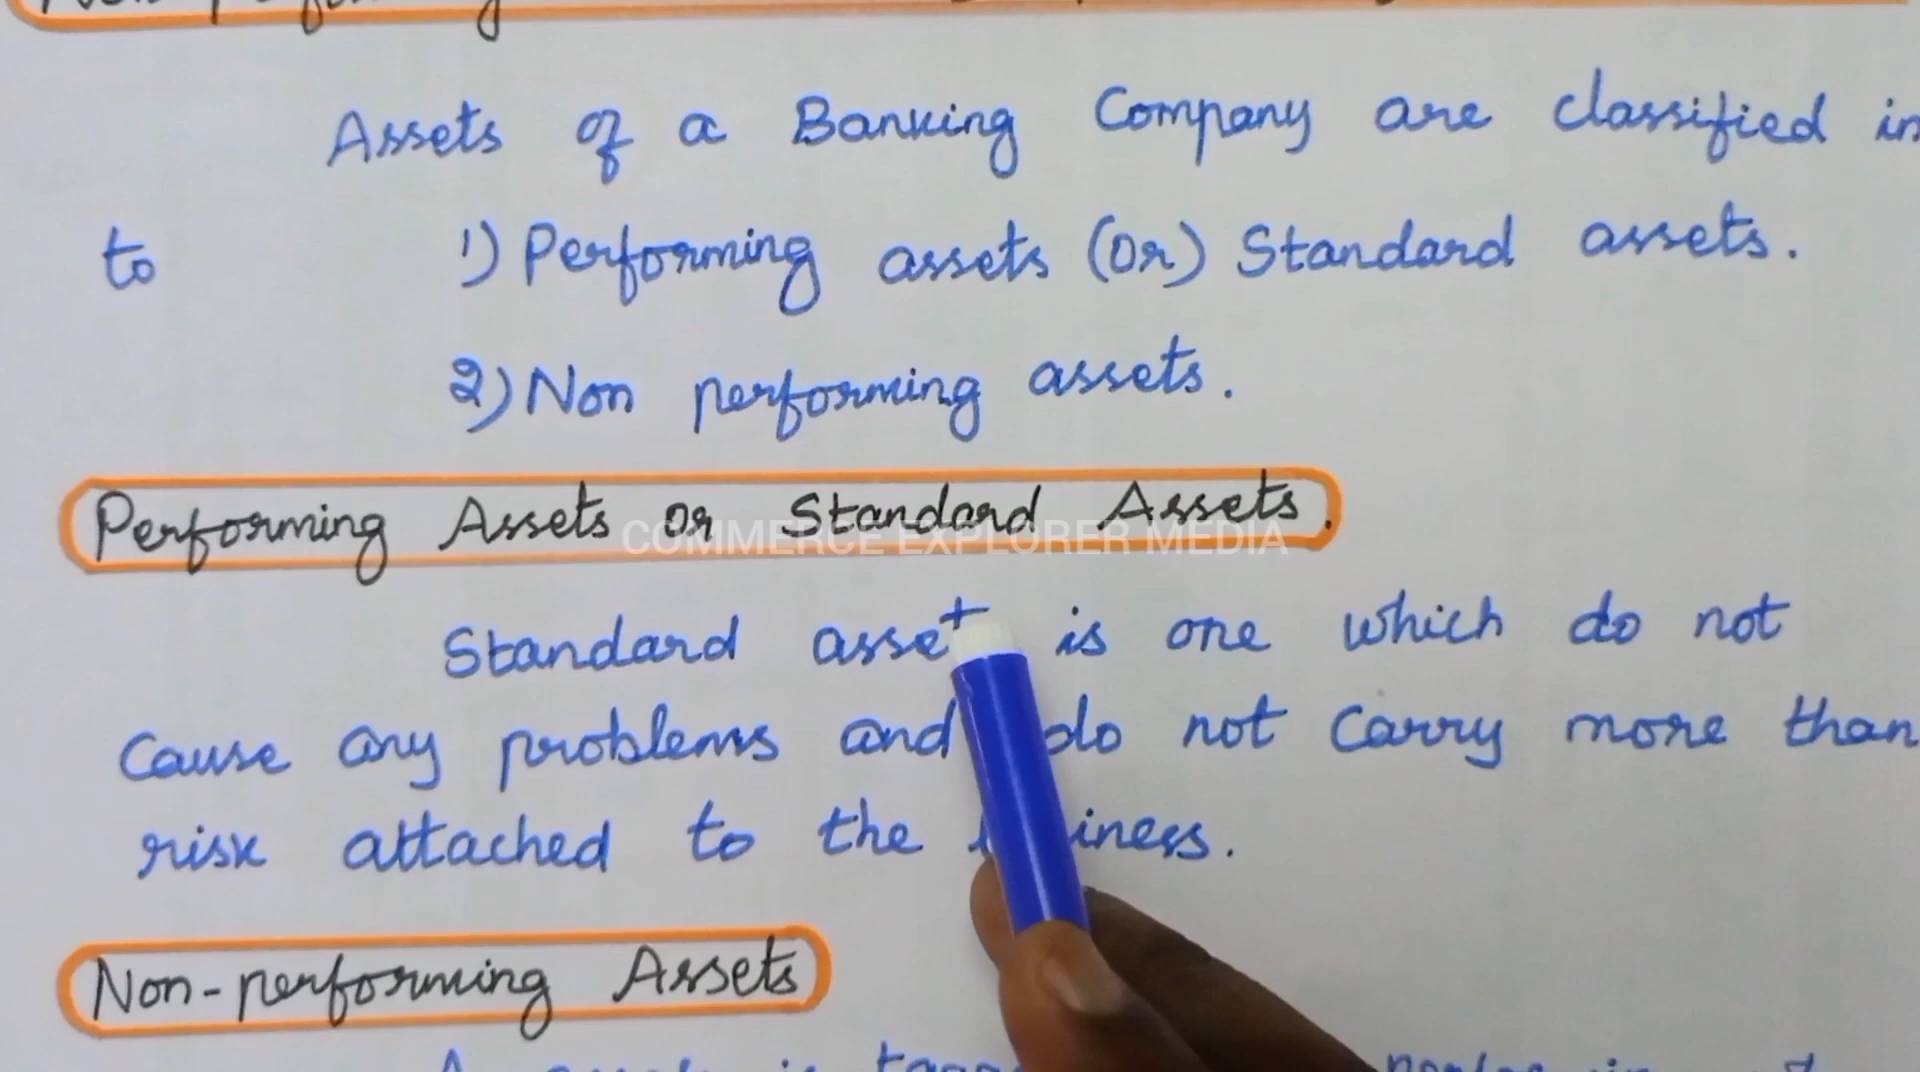 Assets of a Banking Company are classified in
to 1) Performing assets (or) Standard assets.
2) Non performing assets.
Performing Assets or Standard Assets.
COMMERCE EXPLORER MEDIA
Standard asset is one which do not
cause any problems and do not carry more than
risk attached to the
Non-performing Assets